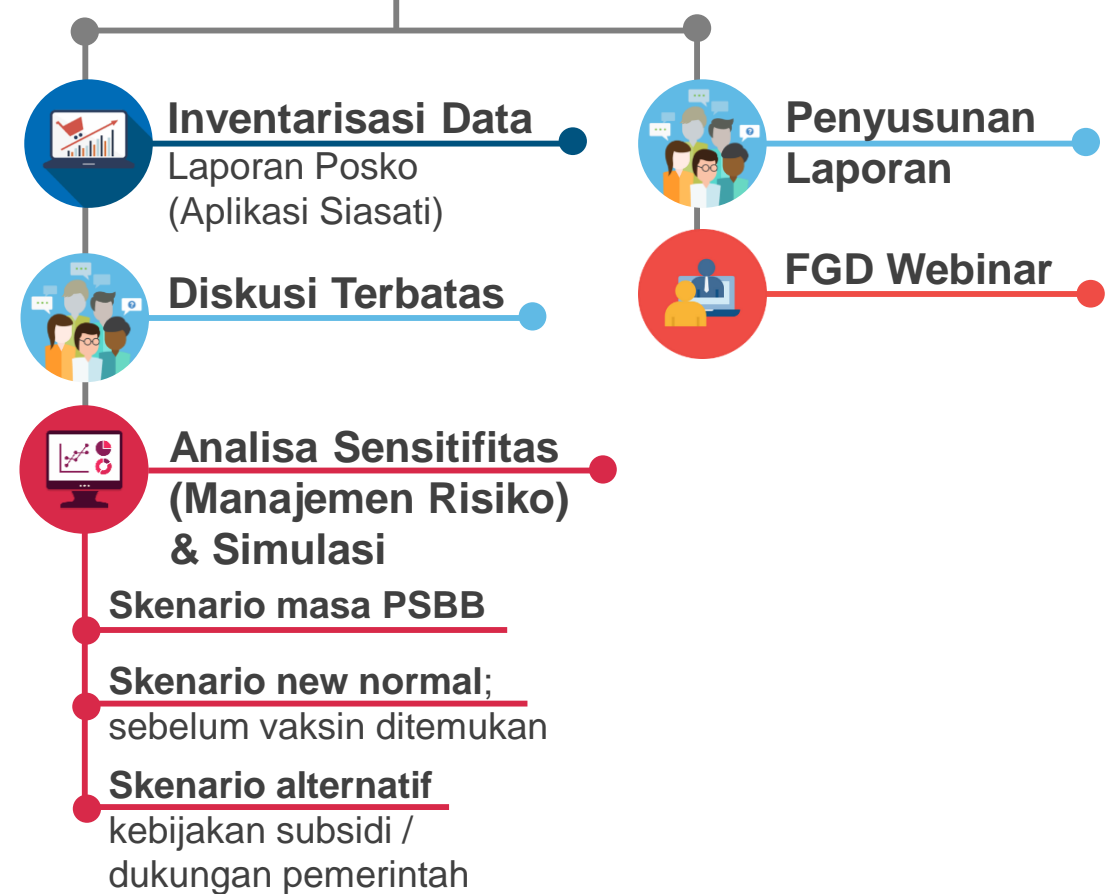 Inventarisasi Data
Laporan Posko
(Aplikasi Siasati)
Diskusi Terbatas
Analisa Sensitifitas
(Manajemen Risiko)
& Simulasi
Skenario masa PSBB
Skenario new normal;
sebelum vaksin ditemukan
Skenario alternatif
kebijakan subsidi /
dukungan pemerintah
Penyusunan
Laporan
FGD Webinar